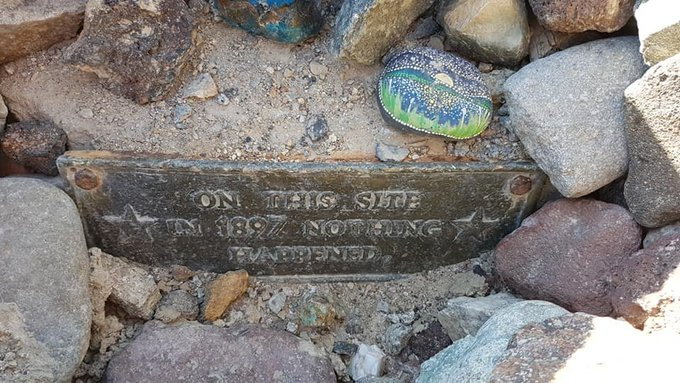 ON THIS SITE
IN 1897 NOTHING
HAPPENED.